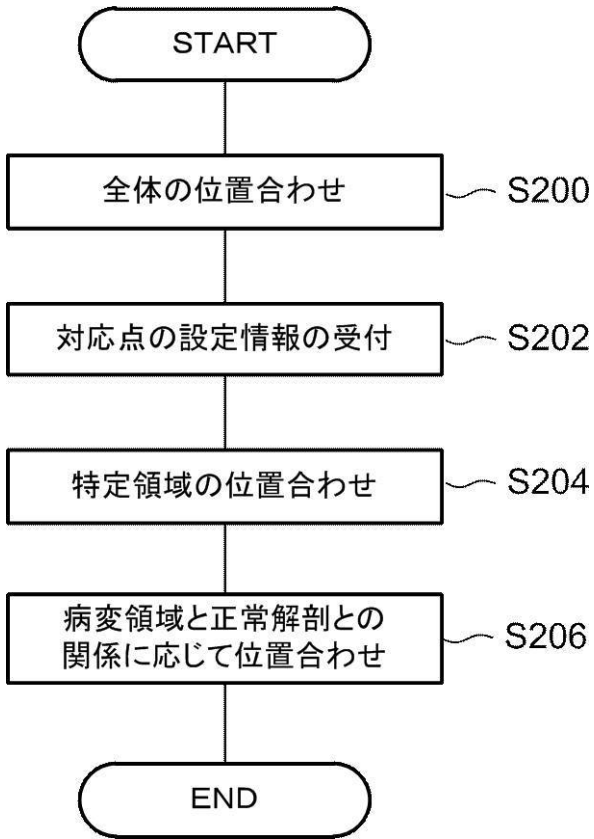 START
全体の位置合わせ
S200
対応点の設定情報の受付
S202
特定領域の位置合わせ
S204
病変領域と正常解剖との
関係に応じて位置合わせ
S206
END